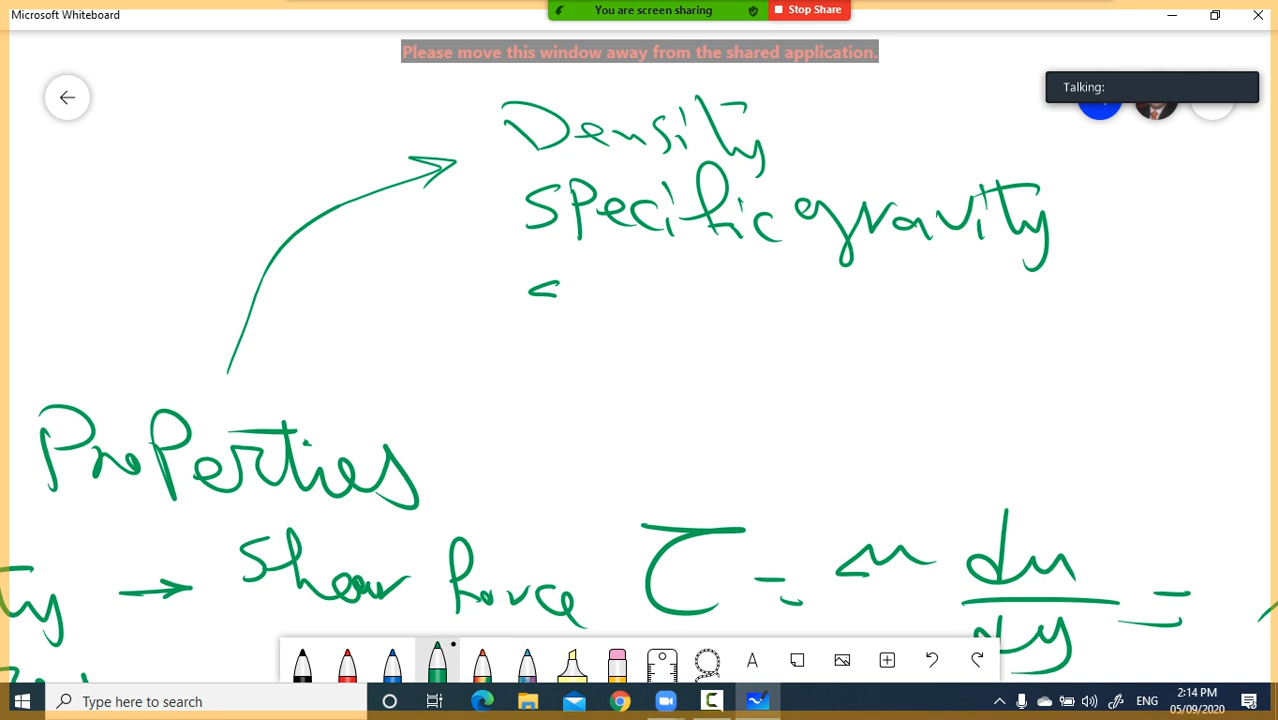 Microsoft Whiteboard
You are screen sharing
Stop Share
Please move this window away from the shared application.
Talking:
Density
specific gravity
Properties
ty → shear force τ = μ du/dy =
A
Type here to search
ENG
2:14 PM
05/09/2020